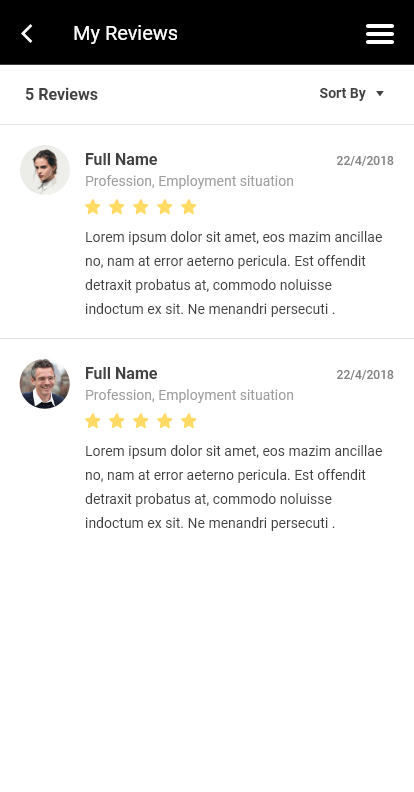 My Reviews
5 Reviews
Sort By
Full Name
22/4/2018
Profession, Employment situation
Lorem ipsum dolor sit amet, eos mazim ancillae
no, nam at error aeterno pericula. Est offendit
detraxit probatus at, commodo noluisse
indoctum ex sit. Ne menandri persecuti .
Full Name
22/4/2018
Profession, Employment situation
Lorem ipsum dolor sit amet, eos mazim ancillae
no, nam at error aeterno pericula. Est offendit
detraxit probatus at, commodo noluisse
indoctum ex sit. Ne menandri persecuti .